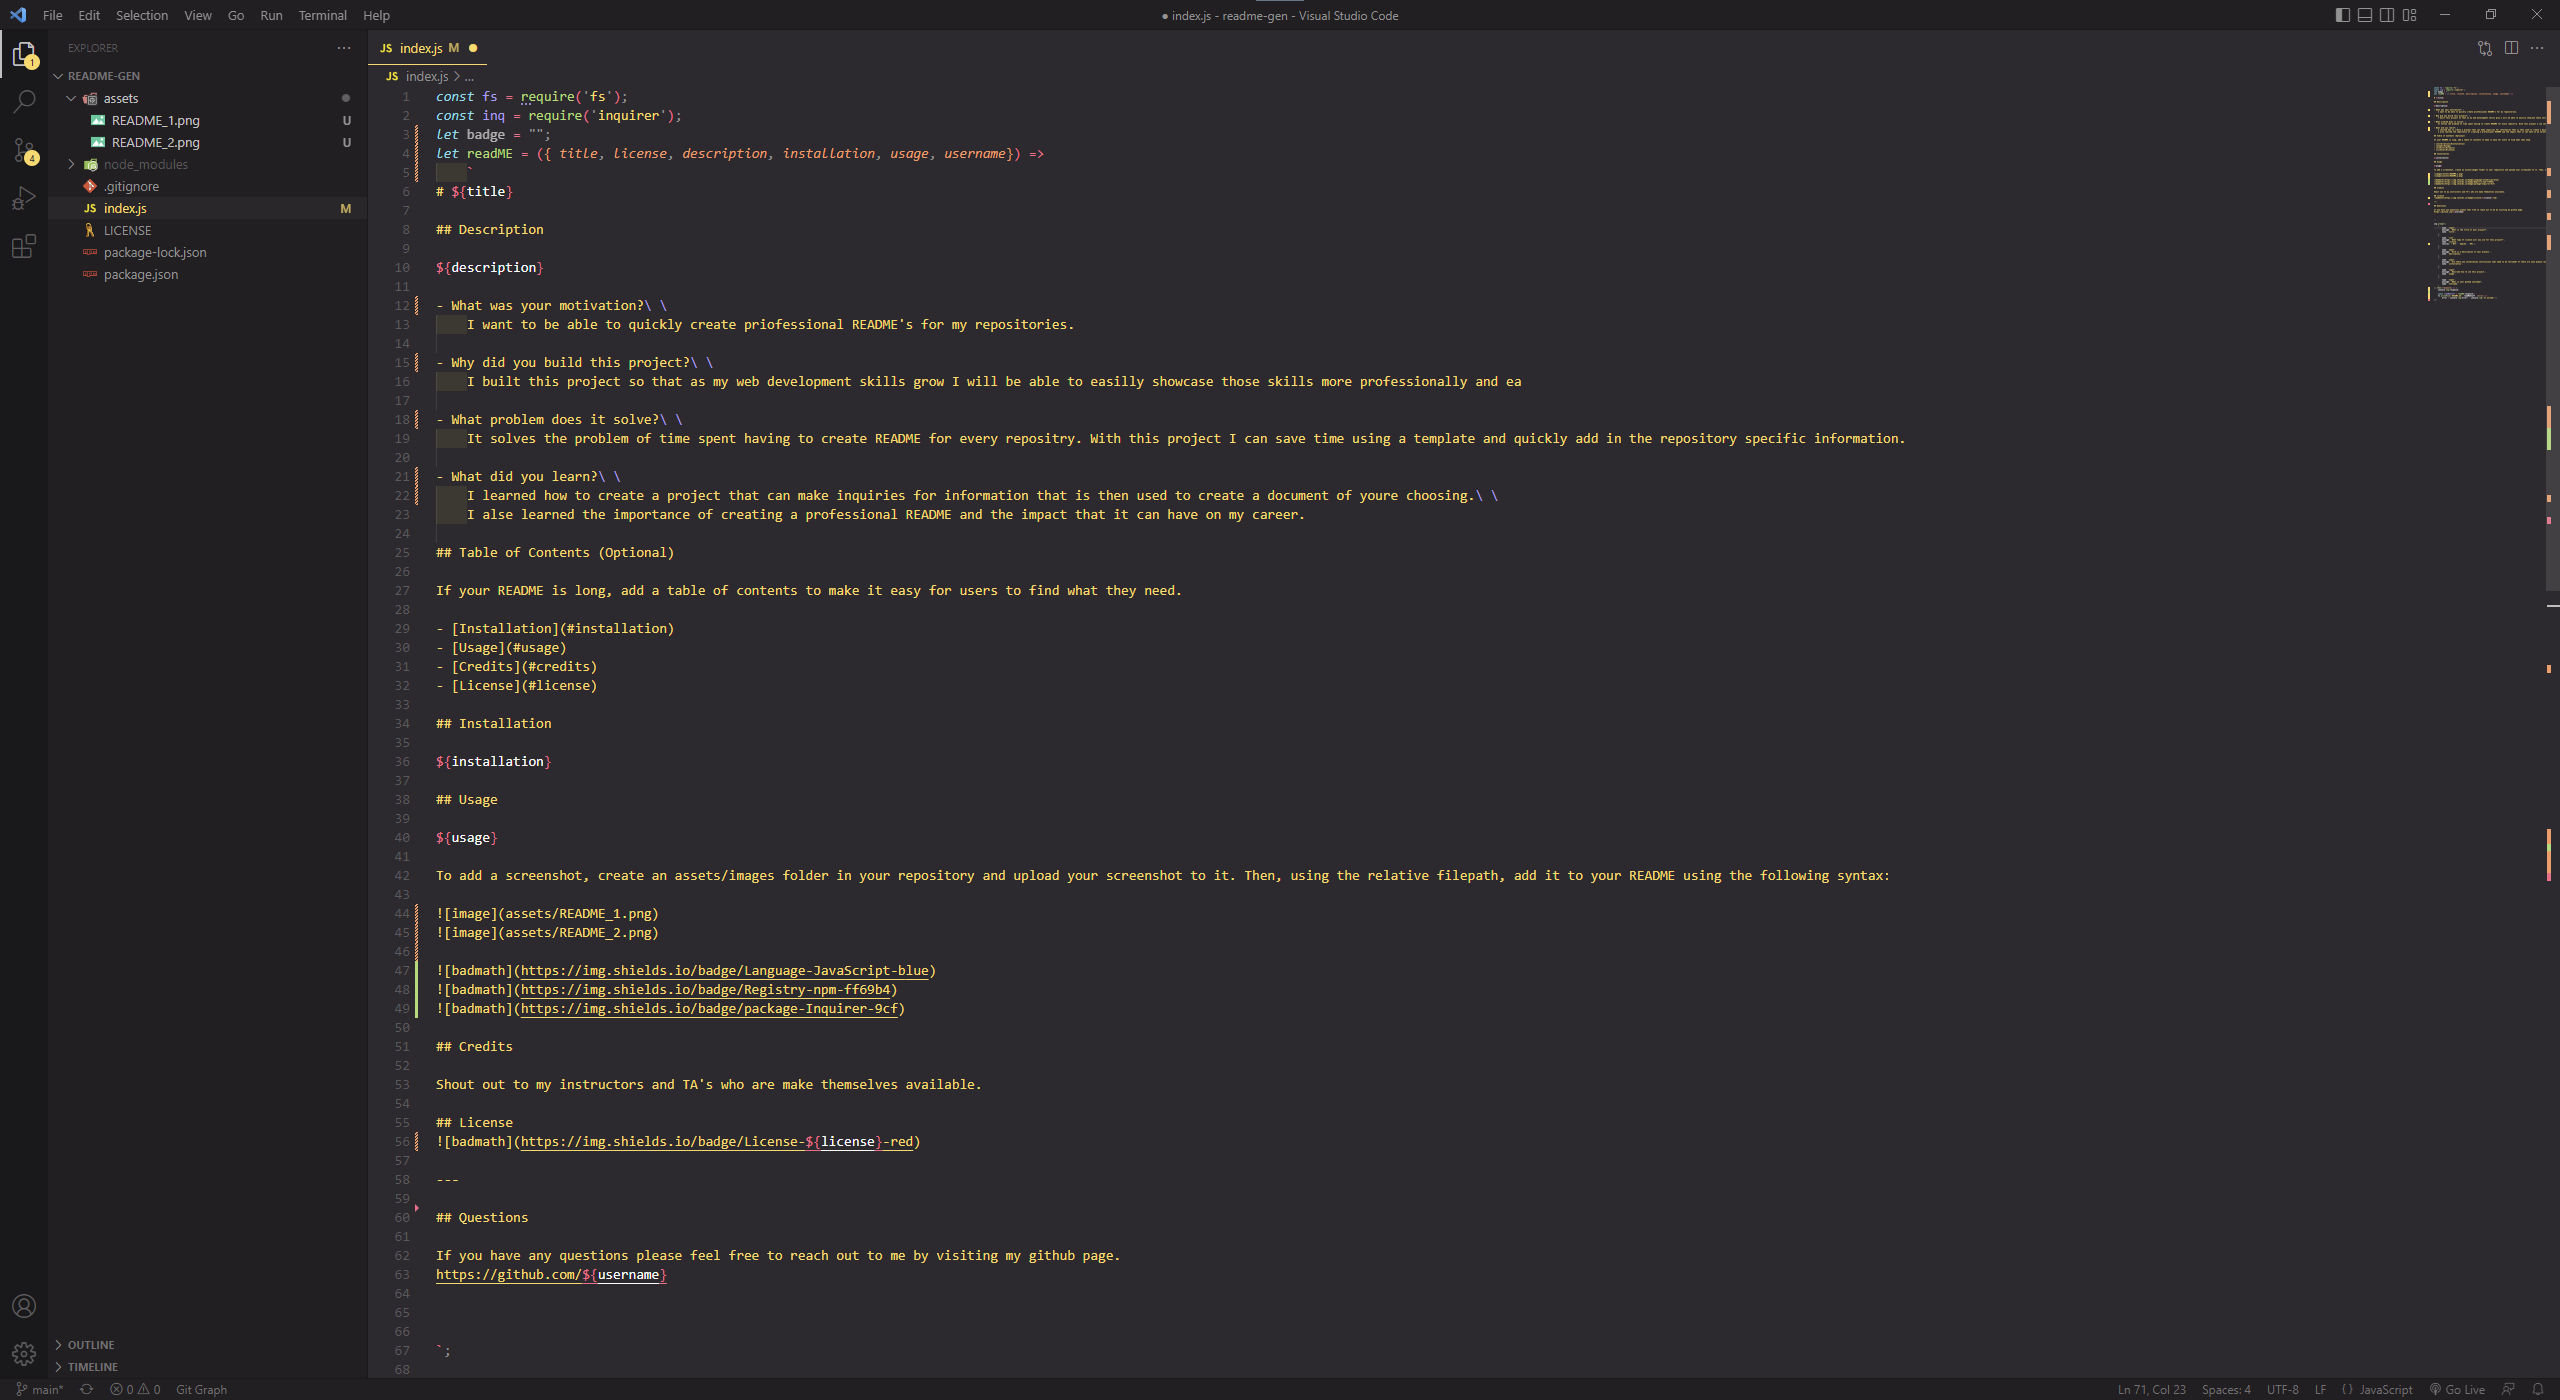 File Edit Selection View Go Run Terminal Help
● index.js - readme-gen - Visual Studio Code
EXPLORER
README-GEN
assets
README_1.png U
README_2.png U
node_modules
.gitignore
JS index.js M
LICENSE
package-lock.json
package.json
OUTLINE
TIMELINE
1
4
JS index.js M
JS index.js > ...
1 const fs = require('fs');
2 const inq = require('inquirer');
3 let badge = "";
4 let readME = ({ title, license, description, installation, usage, username}) =>
5 `
6 # ${title}
7
8 ## Description
9
10 ${description}
11
12 - What was your motivation?\ \
13 I want to be able to quickly create priofessional README's for my repositories.
14
15 - Why did you build this project?\ \
16 I built this project so that as my web development skills grow I will be able to easilly showcase those skills more professionally and ea
17
18 - What problem does it solve?\ \
19 It solves the problem of time spent having to create README for every repositry. With this project I can save time using a template and quickly add in the repository specific information.
20
21 - What did you learn?\ \
22 I learned how to create a project that can make inquiries for information that is then used to create a document of youre choosing.\ \
23 I alse learned the importance of creating a professional README and the impact that it can have on my career.
24
25 ## Table of Contents (Optional)
26
27 If your README is long, add a table of contents to make it easy for users to find what they need.
28
29 - [Installation](#installation)
30 - [Usage](#usage)
31 - [Credits](#credits)
32 - [License](#license)
33
34 ## Installation
35
36 ${installation}
37
38 ## Usage
39
40 ${usage}
41
42 To add a screenshot, create an assets/images folder in your repository and upload your screenshot to it. Then, using the relative filepath, add it to your README using the following syntax:
43
44 ![image](assets/README_1.png)
45 ![image](assets/README_2.png)
46
47 ![badmath](https://img.shields.io/badge/Language-JavaScript-blue)
48 ![badmath](https://img.shields.io/badge/Registry-npm-ff69b4)
49 ![badmath](https://img.shields.io/badge/package-Inquirer-9cf)
50
51 ## Credits
52
53 Shout out to my instructors and TA's who are make themselves available.
54
55 ## License
56 ![badmath](https://img.shields.io/badge/License-${license}-red)
57
58 ---
59
60 ## Questions
61
62 If you have any questions please feel free to reach out to me by visiting my github page.
63 https://github.com/${username}
64
65
66
67 `;
68
main* 0 0 Git Graph
Ln 71, Col 23 Spaces: 4 UTF-8 LF { } JavaScript Go Live